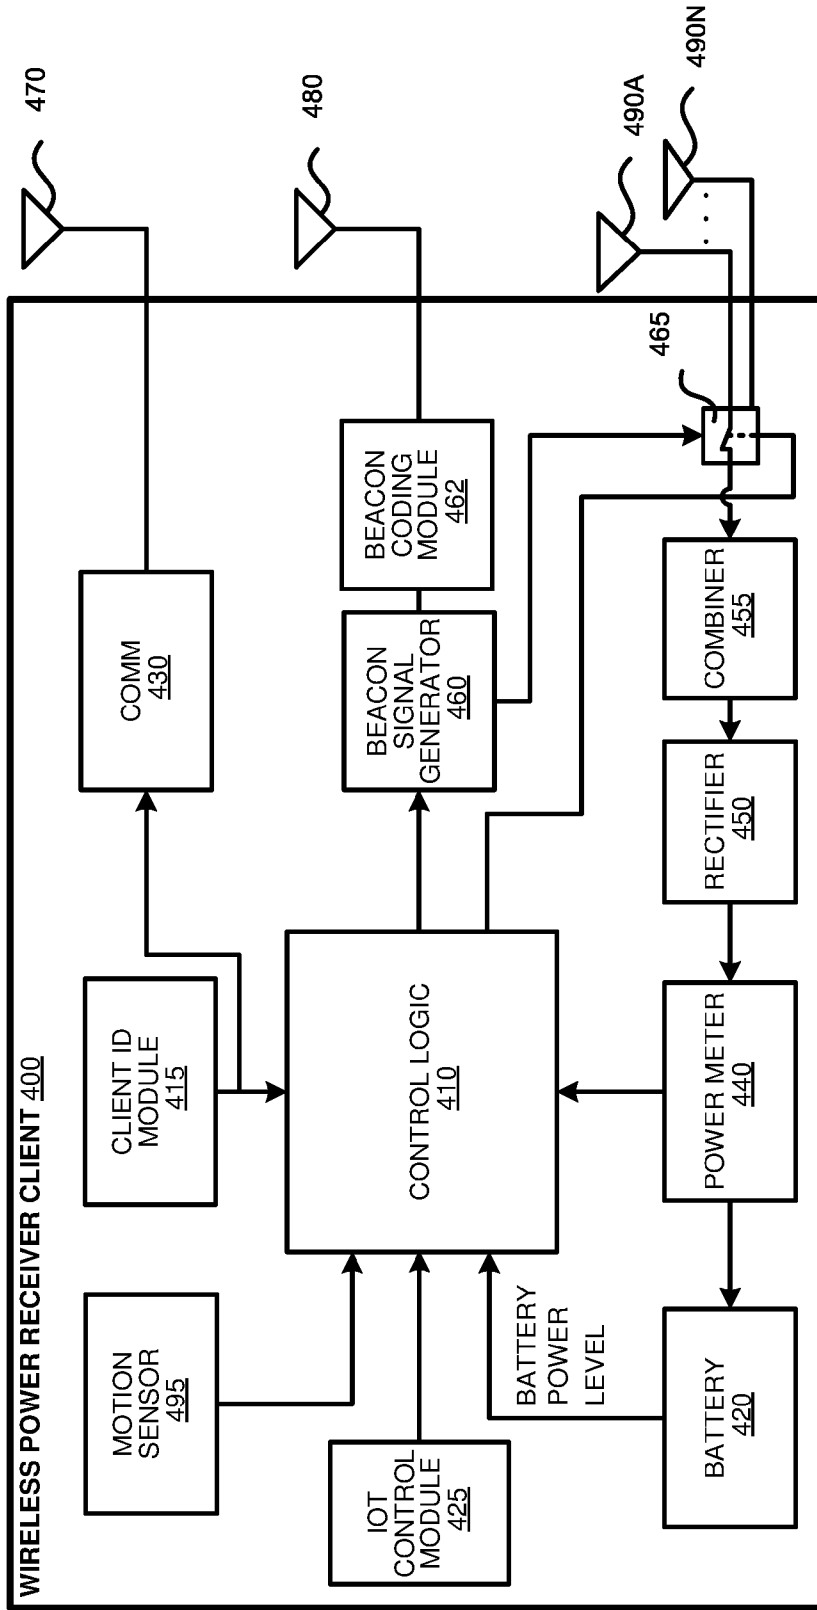 WIRELESS POWER RECEIVER CLIENT 400
MOTION
SENSOR
495
CLIENT ID
MODULE
415
COMM
430
470
IOT
CONTROL
MODULE
425
CONTROL LOGIC
410
BEACON
SIGNAL
GENERATOR
460
BEACON
CODING
MODULE
462
480
BATTERY
POWER
LEVEL
BATTERY
420
POWER METER
440
RECTIFIER
450
COMBINER
455
465
490A
. . .
490N